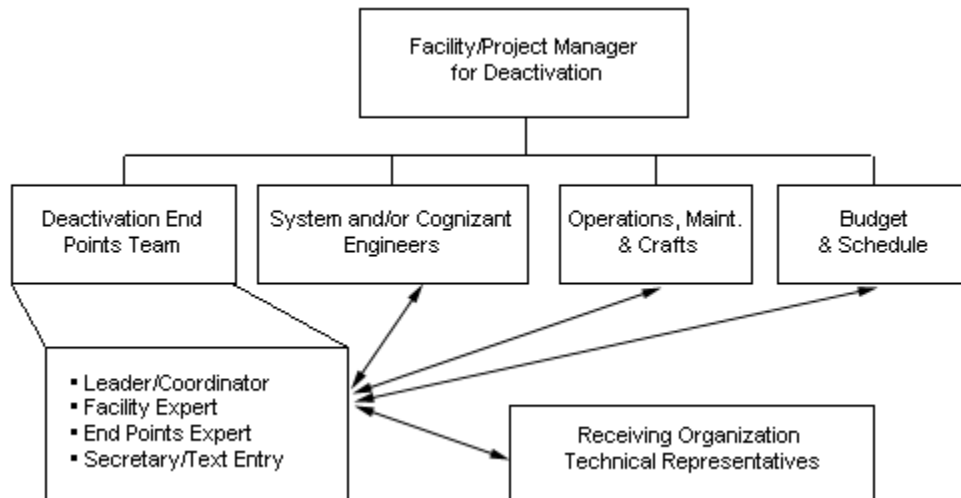 Facility/Project Manager
for Deactivation
Deactivation End
Points Team
System and/or Cognizant
Engineers
Operations, Maint.
& Crafts
Budget
& Schedule
▪ Leader/Coordinator
▪ Facility Expert
▪ End Points Expert
▪ Secretary/Text Entry
Receiving Organization
Technical Representatives